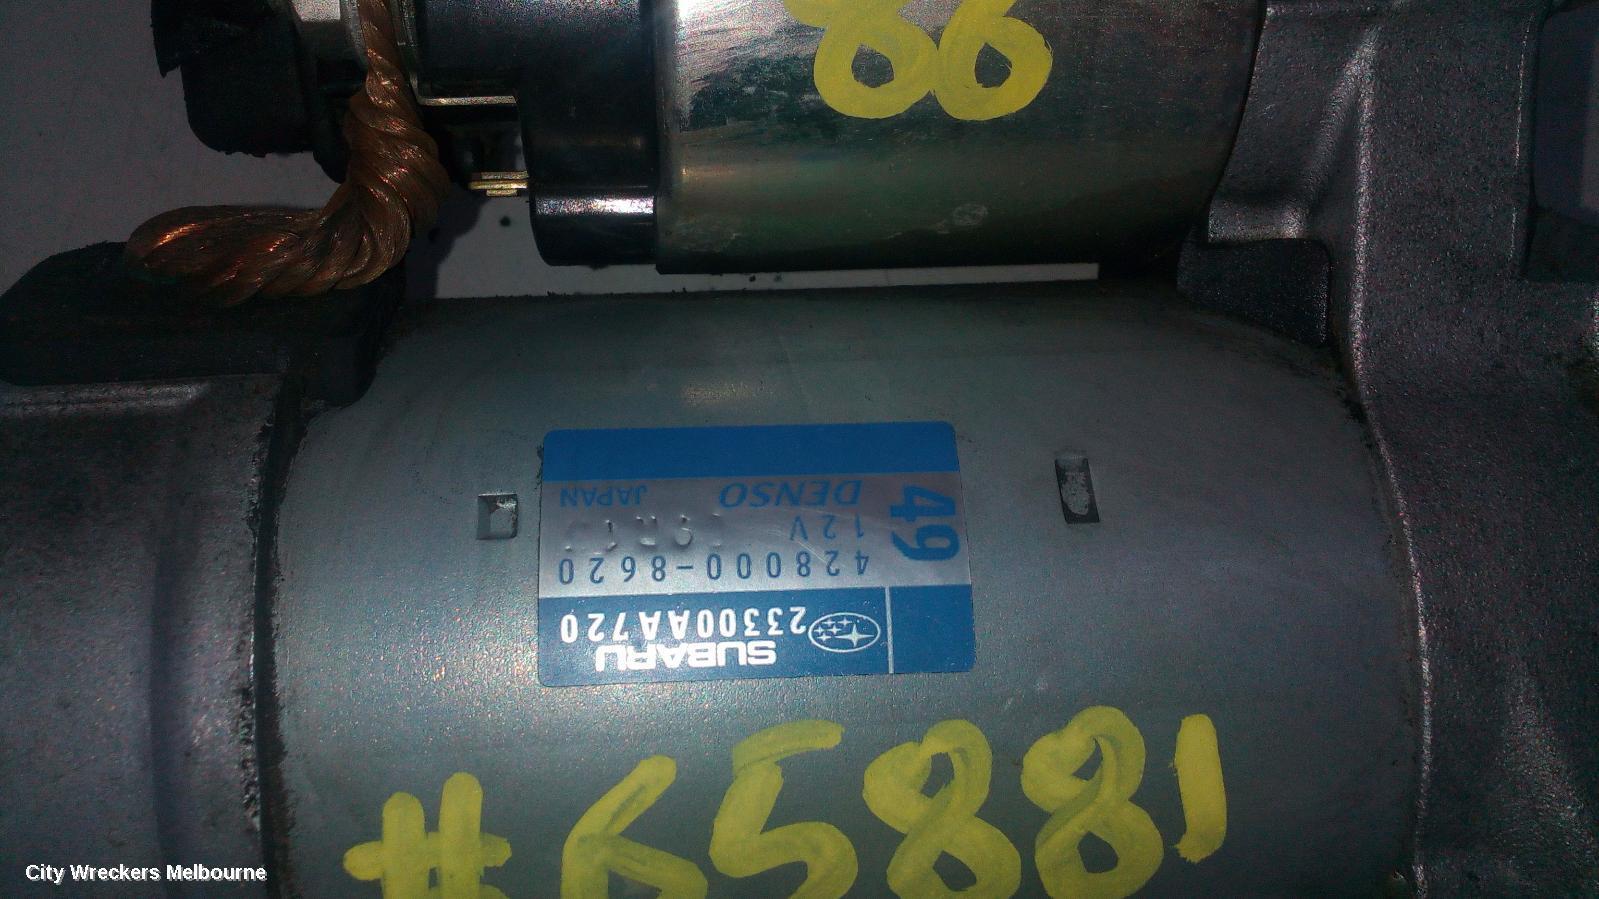 86
SUBARU
23300AA720
428000-8620
12V
DENSO JAPAN
49
#65881
City Wreckers Melbourne